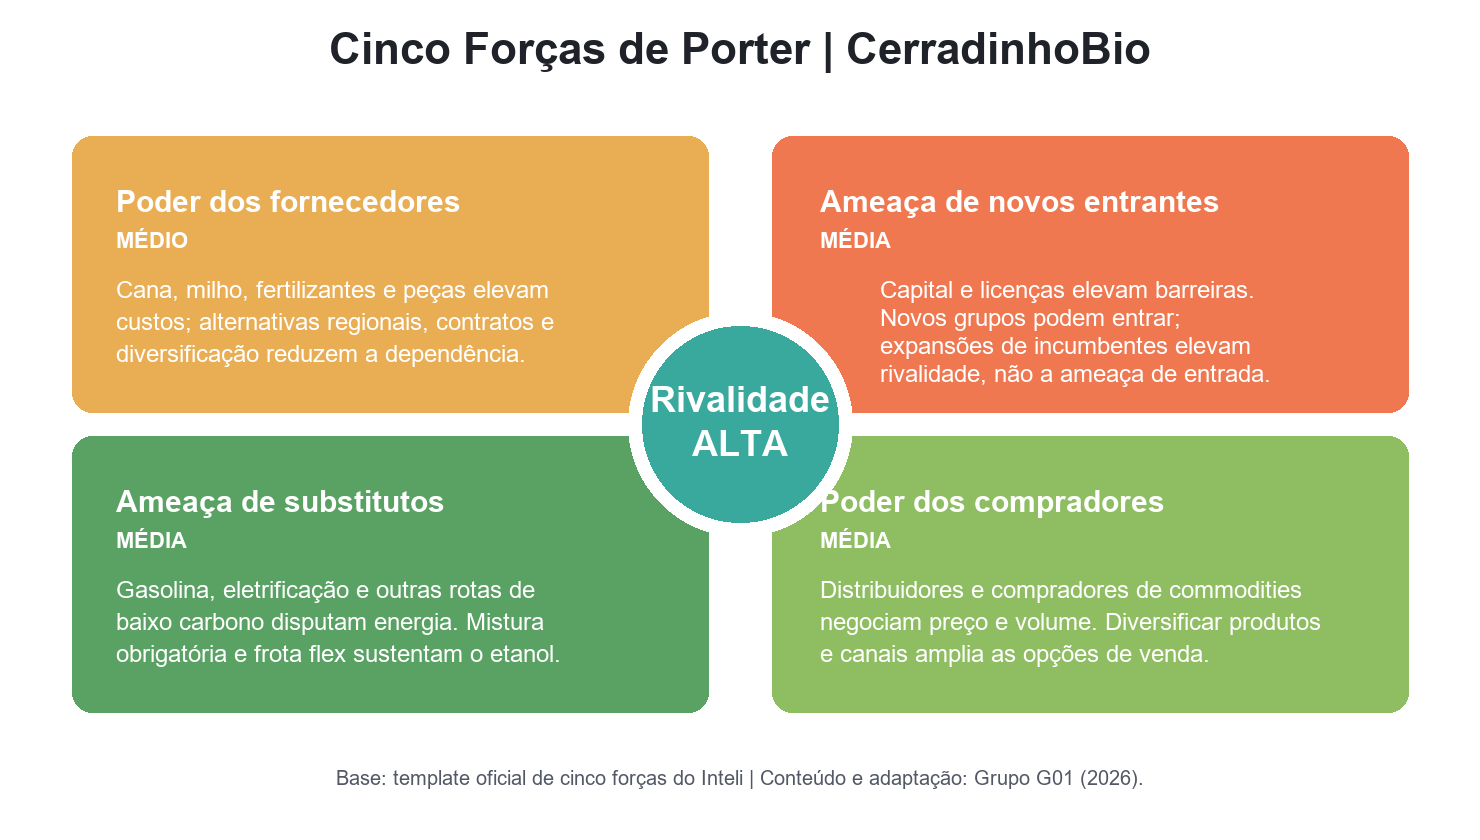 Cinco Forças de Porter | CerradinhoBio
Poder dos fornecedores
MÉDIO
Cana, milho, fertilizantes e peças elevam
custos; alternativas regionais, contratos e
diversificação reduzem a dependência.
Ameaça de novos entrantes
MÉDIA
Capital e licenças elevam barreiras.
Novos grupos podem entrar;
expansões de incumbentes elevam
rivalidade, não a ameaça de entrada.
Rivalidade
ALTA
Ameaça de substitutos
MÉDIA
Gasolina, eletrificação e outras rotas de
baixo carbono disputam energia. Mistura
obrigatória e frota flex sustentam o etanol.
Poder dos compradores
MÉDIA
Distribuidores e compradores de commodities
negociam preço e volume. Diversificar produtos
e canais amplia as opções de venda.
Base: template oficial de cinco forças do Inteli | Conteúdo e adaptação: Grupo G01 (2026).